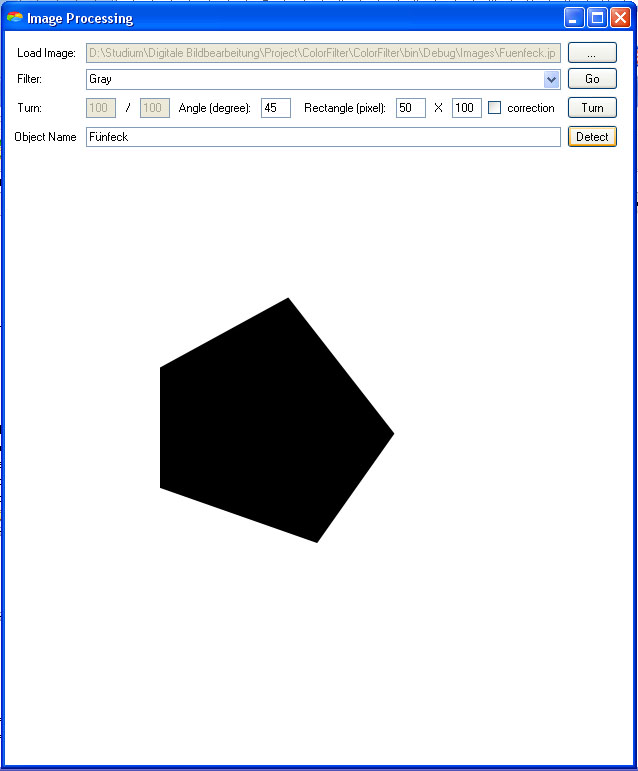 Image Processing
Load Image: D:\Studium\Digitale Bildbearbeitung\Project\ColorFilter\ColorFilter\bin\Debug\Images\Fuenfeck.jp ...
Filter: Gray Go
Turn: 100 / 100 Angle (degree): 45 Rectangle (pixel): 50 X 100 correction Turn
Object Name Fünfeck Detect